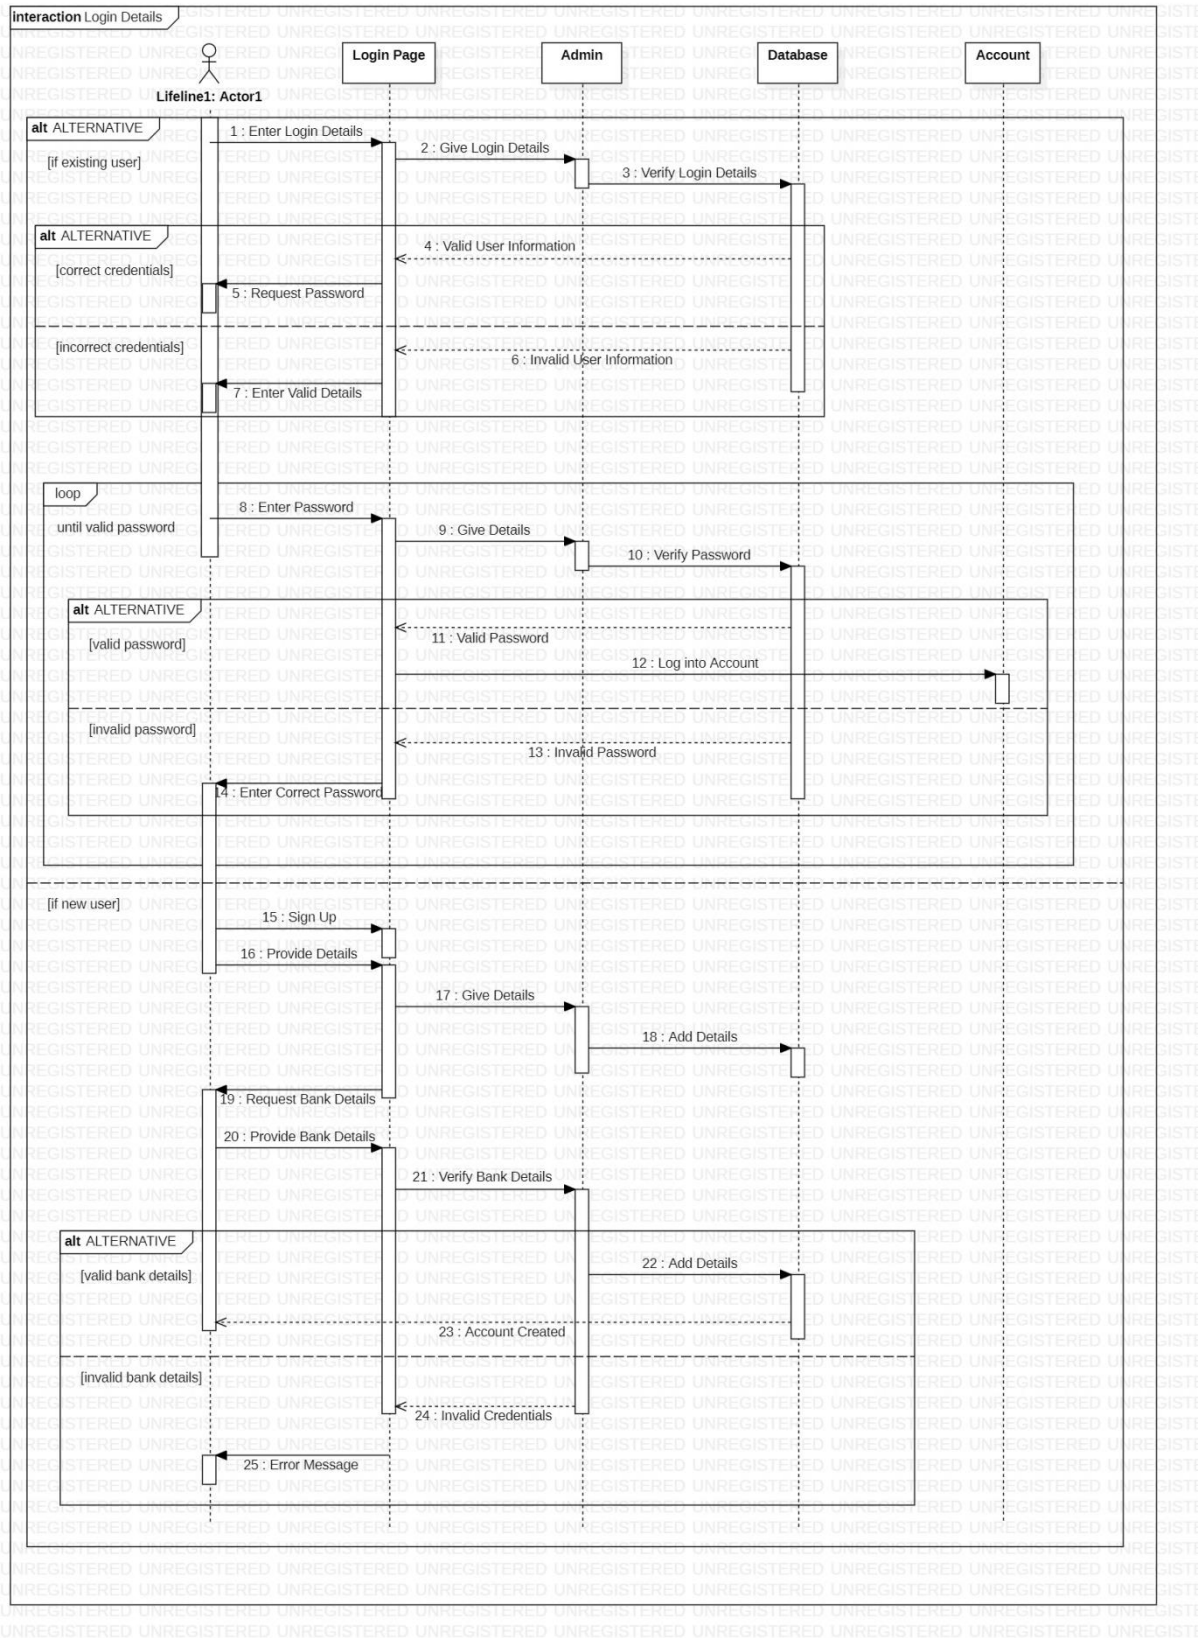 interaction Login Details
Lifeline1: Actor1
Login Page
Admin
Database
Account
alt ALTERNATIVE
[if existing user]
1 : Enter Login Details
2 : Give Login Details
3 : Verify Login Details
alt ALTERNATIVE
[correct credentials]
4 : Valid User Information
5 : Request Password
[incorrect credentials]
6 : Invalid User Information
7 : Enter Valid Details
loop
until valid password
8 : Enter Password
9 : Give Details
10 : Verify Password
alt ALTERNATIVE
[valid password]
11 : Valid Password
12 : Log into Account
[invalid password]
13 : Invalid Password
14 : Enter Correct Password
[if new user]
15 : Sign Up
16 : Provide Details
17 : Give Details
18 : Add Details
19 : Request Bank Details
20 : Provide Bank Details
21 : Verify Bank Details
alt ALTERNATIVE
[valid bank details]
22 : Add Details
23 : Account Created
[invalid bank details]
24 : Invalid Credentials
25 : Error Message